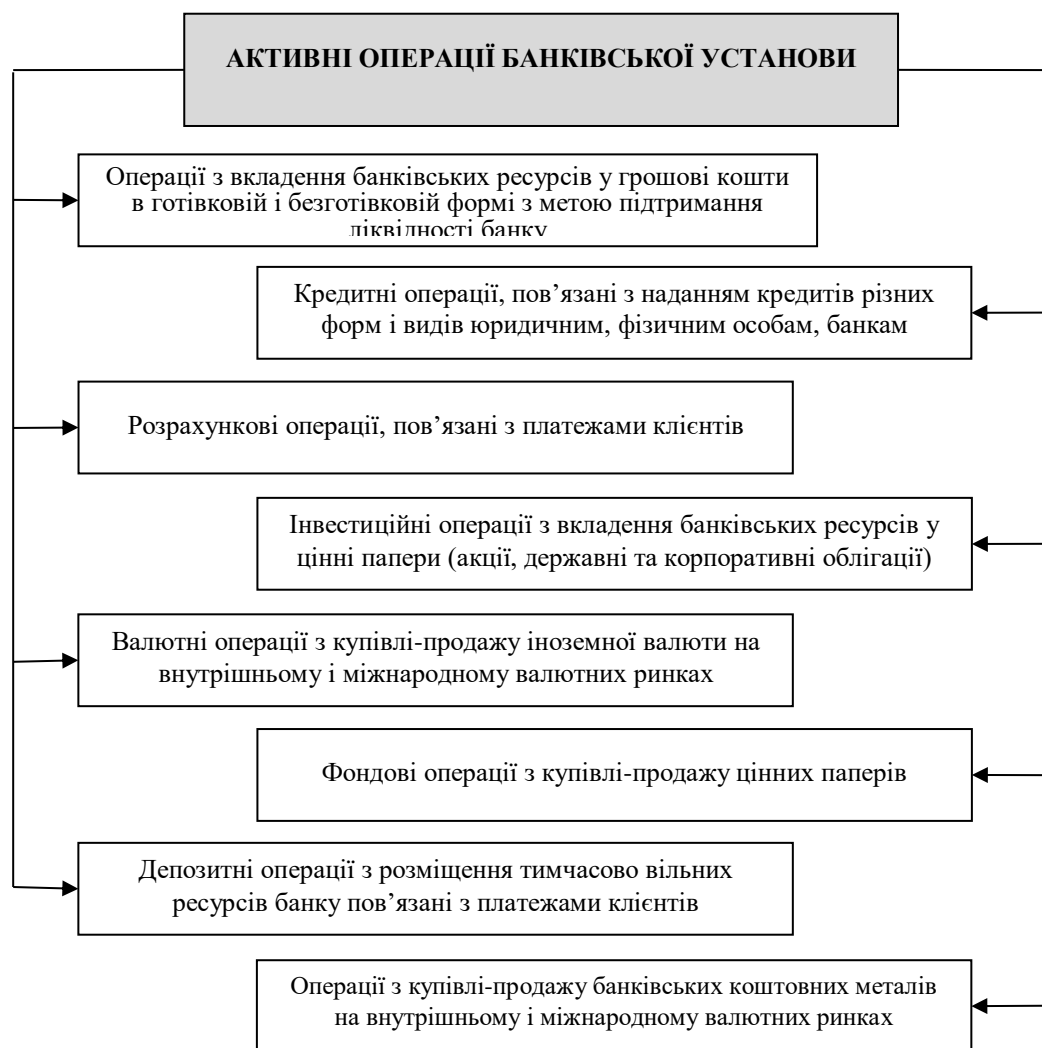 АКТИВНІ ОПЕРАЦІЇ БАНКІВСЬКОЇ УСТАНОВИ
Операції з вкладення банківських ресурсів у грошові кошти
в готівковій і безготівковій формі з метою підтримання
ліквідності банку
Кредитні операції, пов’язані з наданням кредитів різних
форм і видів юридичним, фізичним особам, банкам
Розрахункові операції, пов’язані з платежами клієнтів
Інвестиційні операції з вкладення банківських ресурсів у
цінні папери (акції, державні та корпоративні облігації)
Валютні операції з купівлі-продажу іноземної валюти на
внутрішньому і міжнародному валютних ринках
Фондові операції з купівлі-продажу цінних паперів
Депозитні операції з розміщення тимчасово вільних
ресурсів банку пов’язані з платежами клієнтів
Операції з купівлі-продажу банківських коштовних металів
на внутрішньому і міжнародному валютних ринках